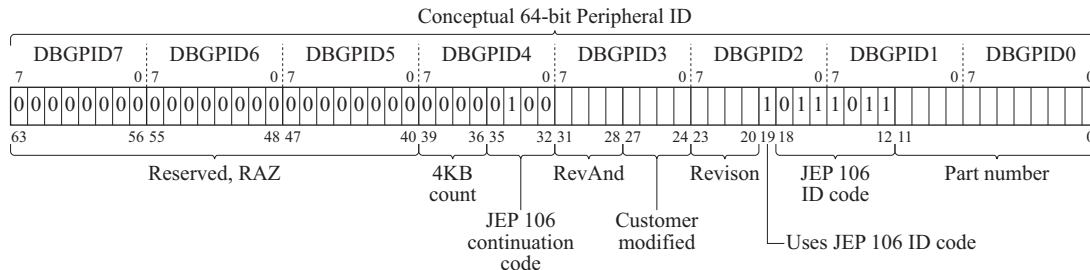 Conceptual 64-bit Peripheral ID
DBGPID7 DBGPID6 DBGPID5 DBGPID4 DBGPID3 DBGPID2 DBGPID1 DBGPID0
7 0 7 0 7 0 7 0 7 0 7 0 7 0 7 0
0 0 0 0 0 0 0 0 0 0 0 0 0 0 0 0 0 0 0 0 0 0 0 0 0 0 0 0 0 1 0 0 1 0 1 1 1 0 1 1
63 56 55 48 47 40 39 36 35 32 31 28 27 24 23 20 19 18 12 11 0
Reserved, RAZ 4KB count RevAnd Revison JEP 106 ID code Part number
JEP 106 continuation code Customer modified Uses JEP 106 ID code